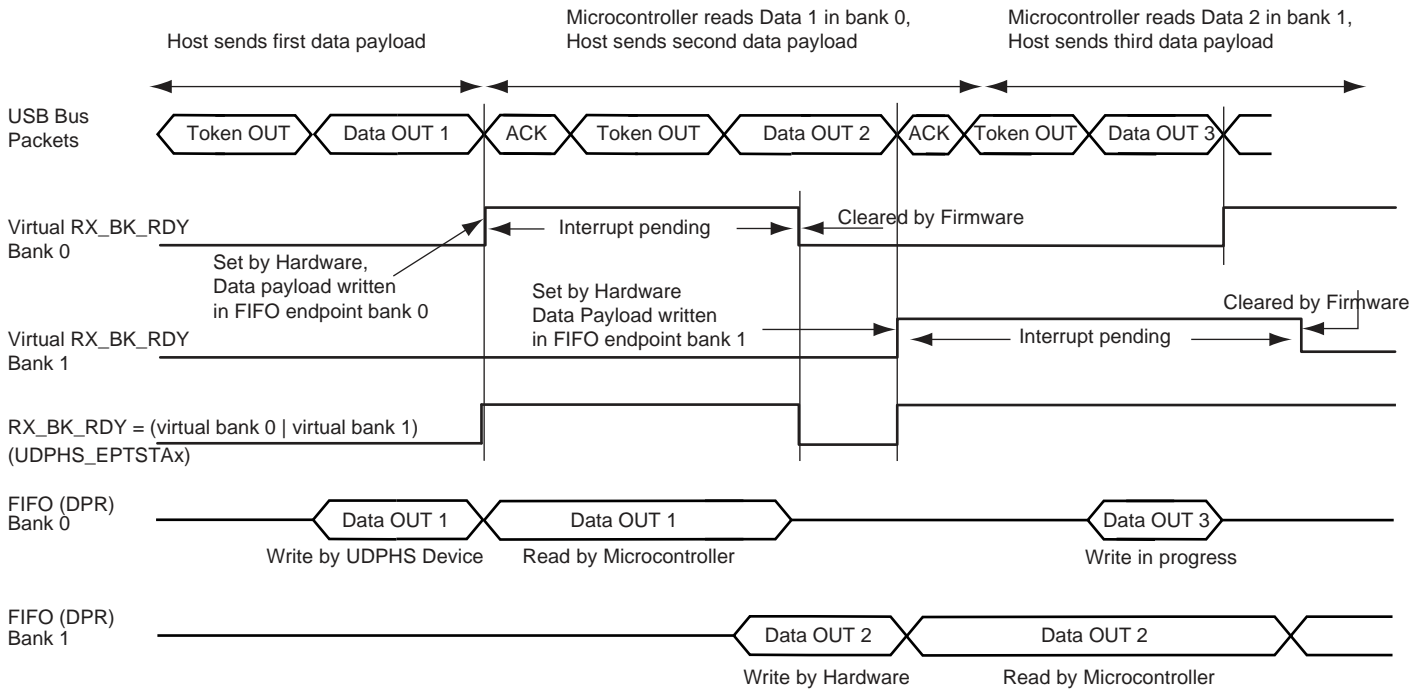 Host sends first data payload
Microcontroller reads Data 1 in bank 0,
Host sends second data payload
Microcontroller reads Data 2 in bank 1,
Host sends third data payload
USB Bus
Packets
Token OUT
Data OUT 1
ACK
Token OUT
Data OUT 2
ACK
Token OUT
Data OUT 3
Virtual RX_BK_RDY
Bank 0
Interrupt pending
Cleared by Firmware
Set by Hardware,
Data payload written
in FIFO endpoint bank 0
Set by Hardware
Data Payload written
in FIFO endpoint bank 1
Cleared by Firmware
Virtual RX_BK_RDY
Bank 1
Interrupt pending
RX_BK_RDY = (virtual bank 0 | virtual bank 1)
(UDPHS_EPTSTAx)
FIFO (DPR)
Bank 0
Data OUT 1
Data OUT 1
Data OUT 3
Write by UDPHS Device
Read by Microcontroller
Write in progress
FIFO (DPR)
Bank 1
Data OUT 2
Data OUT 2
Write by Hardware
Read by Microcontroller